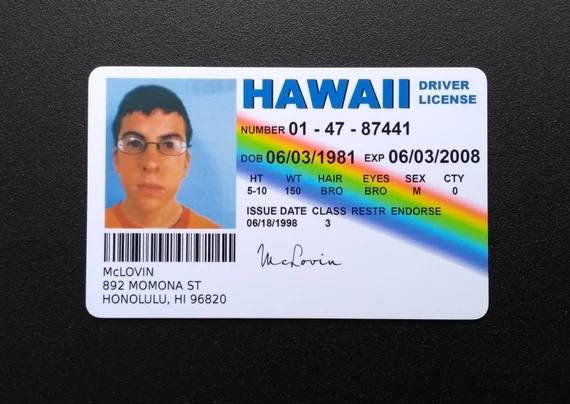 HAWAII DRIVER
LICENSE
NUMBER 01 - 47 - 87441
DOB 06/03/1981 EXP 06/03/2008
HT WT HAIR EYES SEX CTY
5-10 150 BRO BRO M 0
ISSUE DATE CLASS RESTR ENDORSE
06/18/1998 3
McLovin
McLOVIN
892 MOMONA ST
HONOLULU, HI 96820